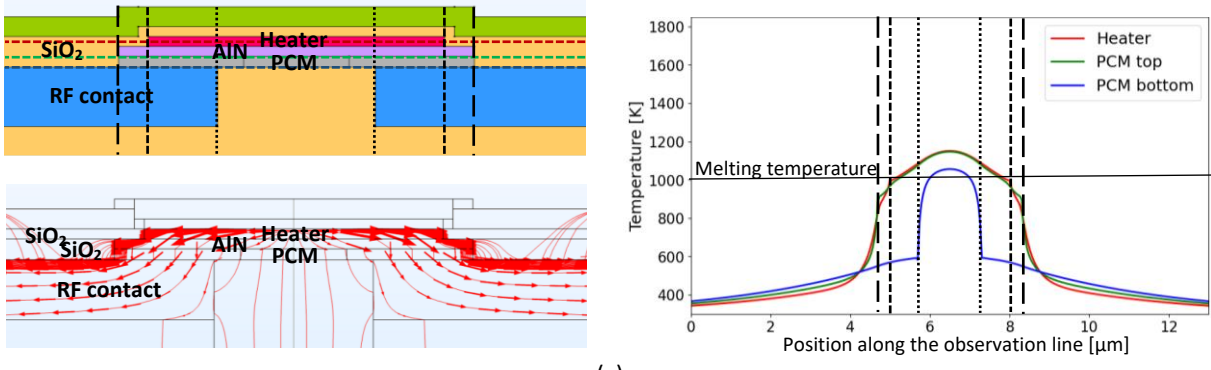 SiO₂
Heater
AlN
PCM
RF contact
SiO₂
SiO₂
Heater
AlN
PCM
RF contact
Temperature [K]
1800
1600
1400
1200
1000
800
600
400
Heater
PCM top
PCM bottom
Melting temperature
0 2 4 6 8 10 12
Position along the observation line [µm]